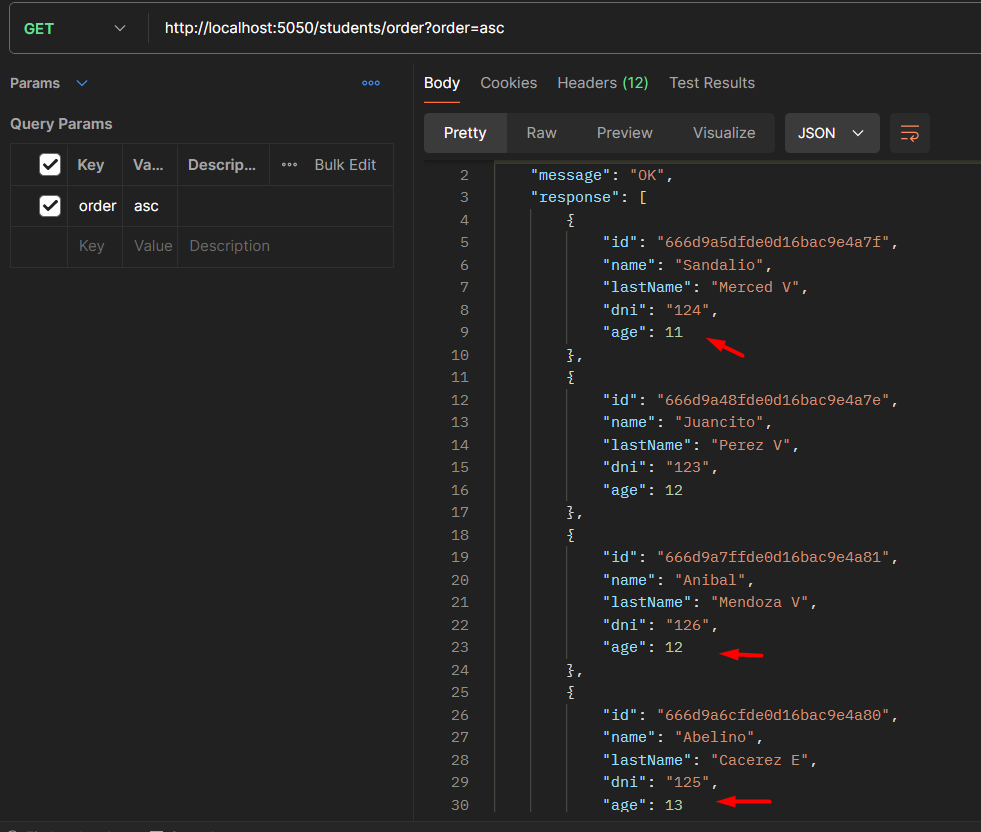 GET http://localhost:5050/students/order?order=asc
Params
Query Params
Key Va... Descrip... Bulk Edit
order asc
Key Value Description
Body Cookies Headers (12) Test Results
Pretty Raw Preview Visualize JSON
2 "message": "OK",
3 "response": [
4 {
5 "id": "666d9a5dfde0d16bac9e4a7f",
6 "name": "Sandalio",
7 "lastName": "Merced V",
8 "dni": "124",
9 "age": 11
10 },
11 {
12 "id": "666d9a48fde0d16bac9e4a7e",
13 "name": "Juancito",
14 "lastName": "Perez V",
15 "dni": "123",
16 "age": 12
17 },
18 {
19 "id": "666d9a7ffde0d16bac9e4a81",
20 "name": "Anibal",
21 "lastName": "Mendoza V",
22 "dni": "126",
23 "age": 12
24 },
25 {
26 "id": "666d9a6cfde0d16bac9e4a80",
27 "name": "Abelino",
28 "lastName": "Cacerez E",
29 "dni": "125",
30 "age": 13